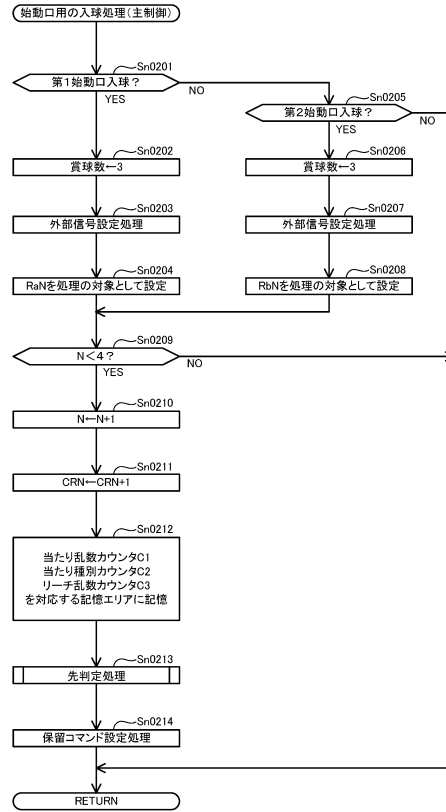 始動口用の入球処理(主制御)
Sn0201
第1始動口入球?
YES
NO
Sn0205
第2始動口入球?
YES
NO
Sn0202
賞球数←3
Sn0206
賞球数←3
Sn0203
外部信号設定処理
Sn0207
外部信号設定処理
Sn0204
RaNを処理の対象として設定
Sn0208
RbNを処理の対象として設定
Sn0209
N<4?
YES
NO
Sn0210
N←N+1
Sn0211
CRN←CRN+1
Sn0212
当たり乱数カウンタC1
当たり種別カウンタC2
リーチ乱数カウンタC3
を対応する記憶エリアに記憶
Sn0213
先判定処理
Sn0214
保留コマンド設定処理
RETURN